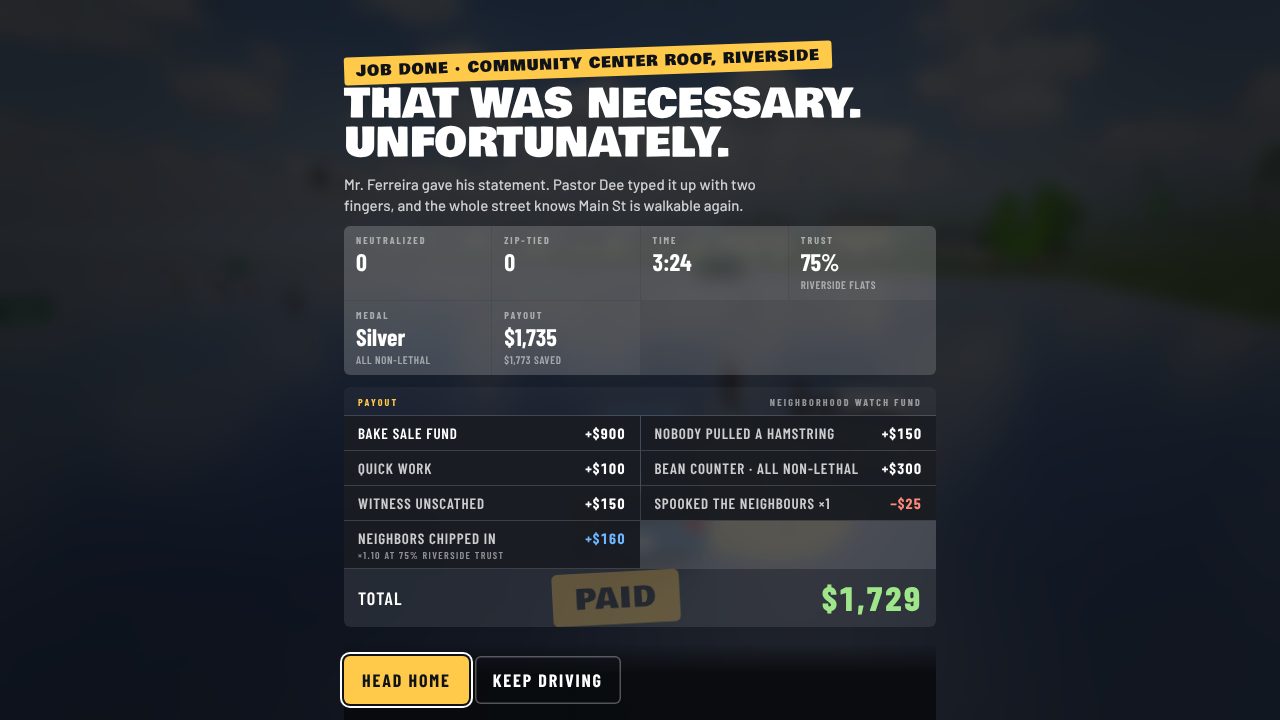 JOB DONE · COMMUNITY CENTER ROOF, RIVERSIDE
THAT WAS NECESSARY.
UNFORTUNATELY.
Mr. Ferreira gave his statement. Pastor Dee typed it up with two
fingers, and the whole street knows Main St is walkable again.
NEUTRALIZED
0
ZIP-TIED
0
TIME
3:24
TRUST
75%
RIVERSIDE FLATS
MEDAL
Silver
ALL NON-LETHAL
PAYOUT
$1,735
$1,773 SAVED
PAYOUT
NEIGHBORHOOD WATCH FUND
BAKE SALE FUND +$900
NOBODY PULLED A HAMSTRING +$150
QUICK WORK +$100
BEAN COUNTER · ALL NON-LETHAL +$300
WITNESS UNSCATHED +$150
SPOOKED THE NEIGHBOURS ×1 −$25
NEIGHBORS CHIPPED IN +$160
×1.10 AT 75% RIVERSIDE TRUST
TOTAL PAID $1,729
HEAD HOME
KEEP DRIVING